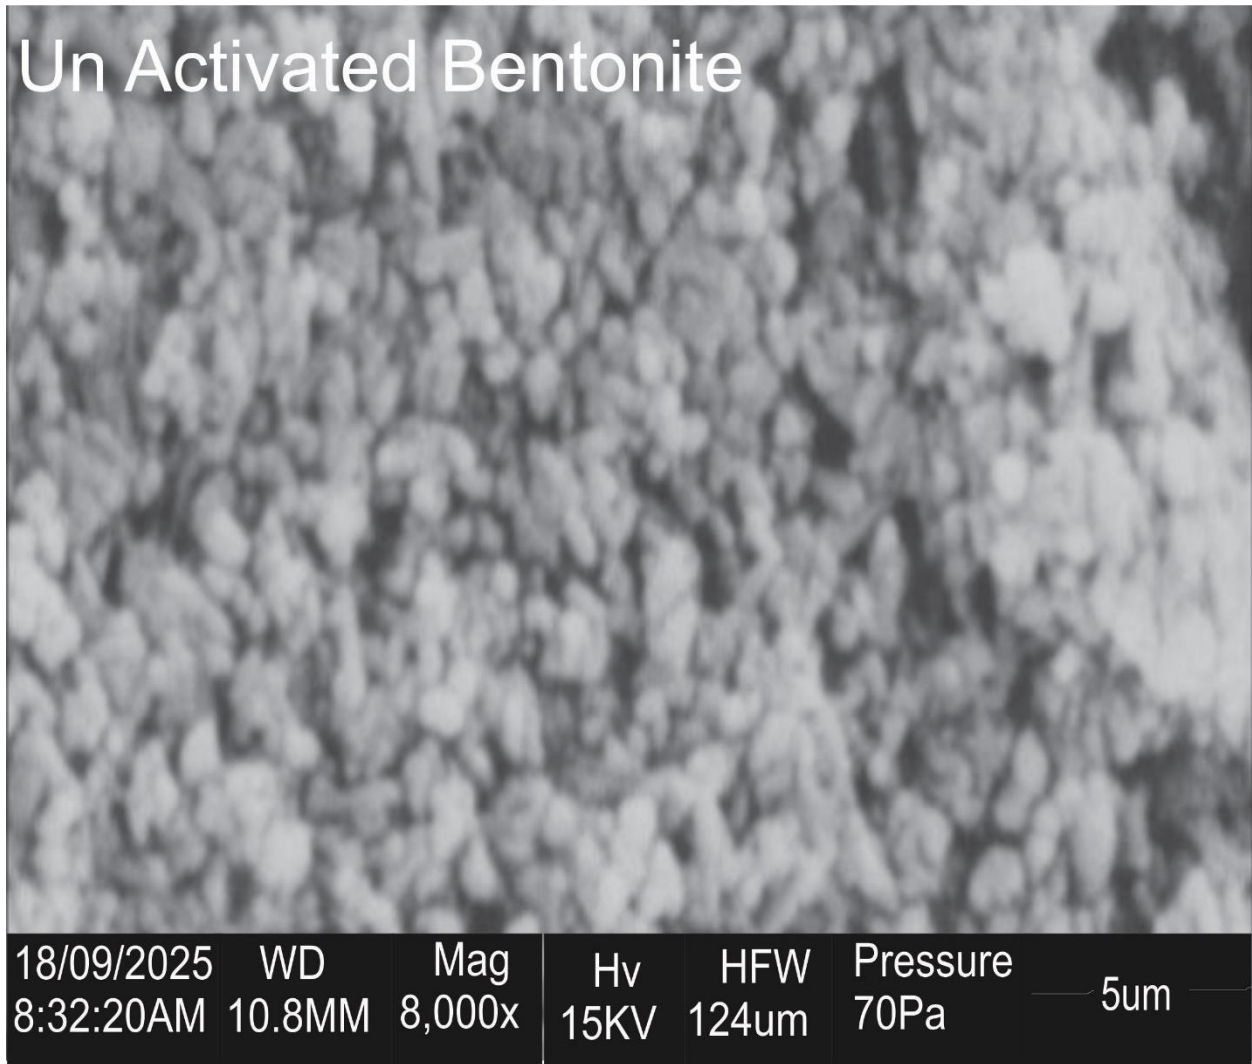 Un Activated Bentonite
18/09/2025 WD Mag Hv HFW Pressure
8:32:20AM 10.8MM 8,000x 15KV 124um 70Pa 5um